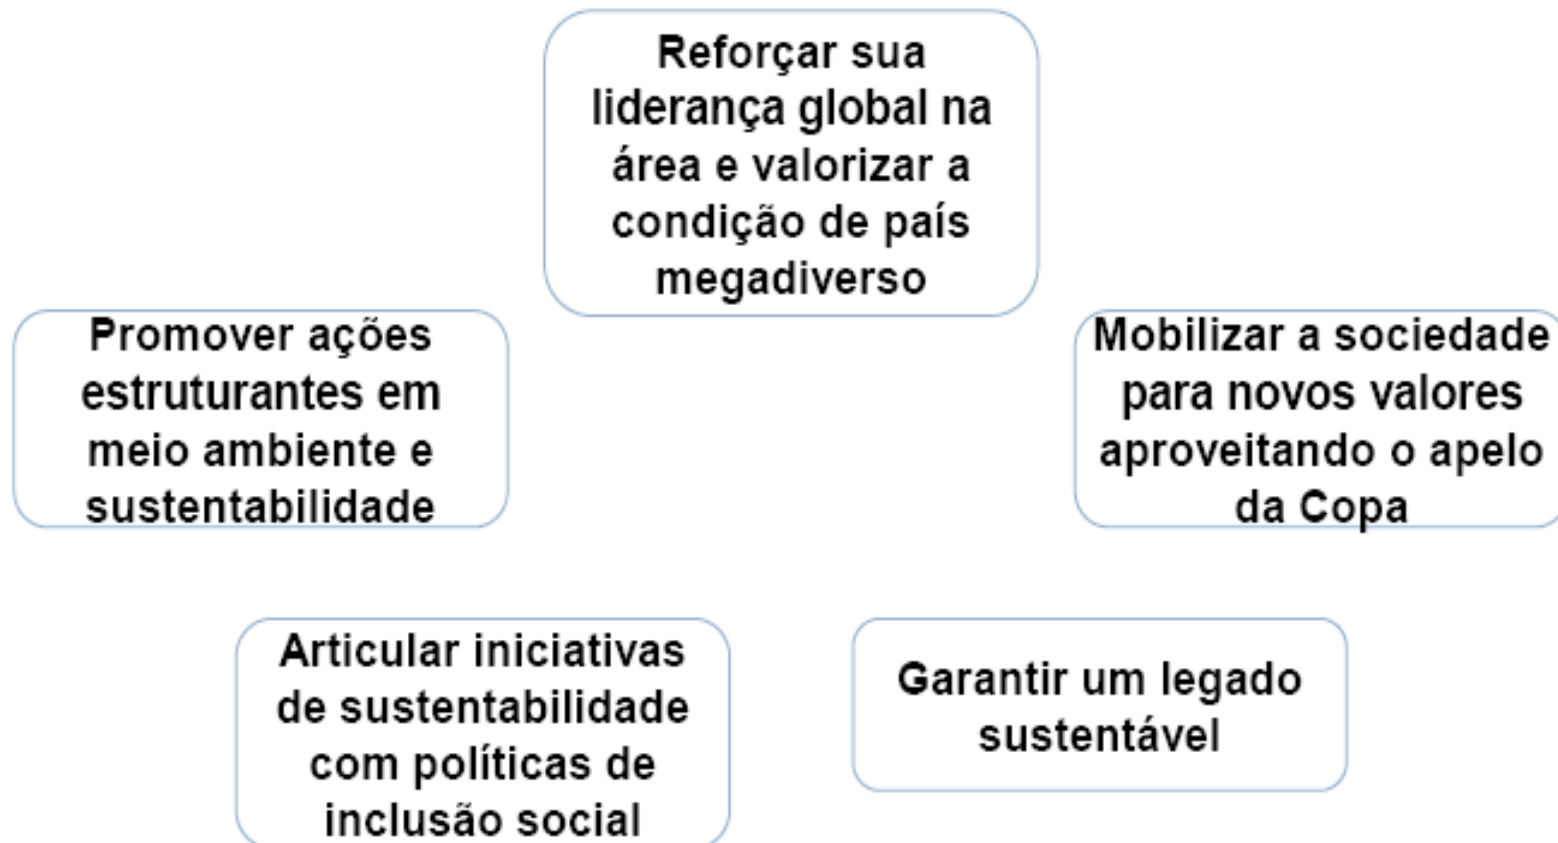 Reforçar sua
liderança global na
área e valorizar a
condição de país
megadiverso
Promover ações
estruturantes em
meio ambiente e
sustentabilidade
Mobilizar a sociedade
para novos valores
aproveitando o apelo
da Copa
Articular iniciativas
de sustentabilidade
com políticas de
inclusão social
Garantir um legado
sustentável